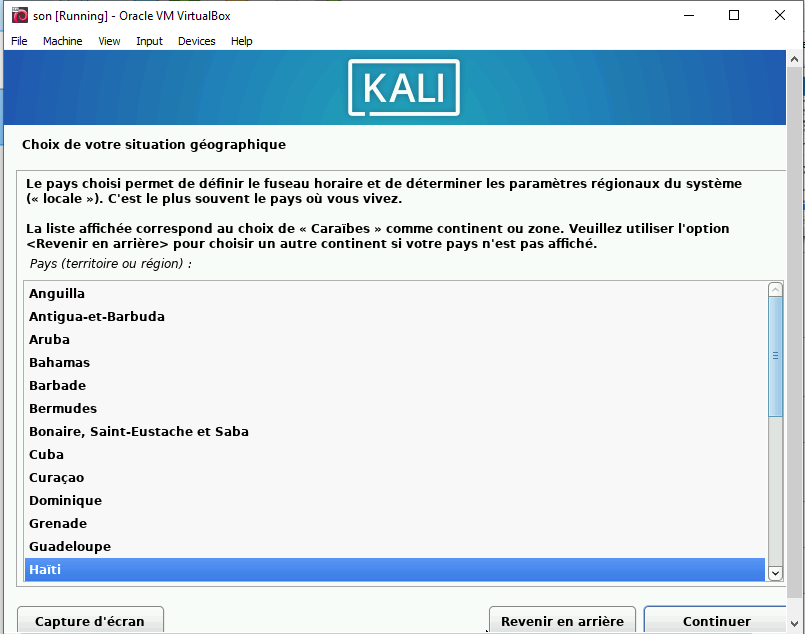 son [Running] - Oracle VM VirtualBox
File Machine View Input Devices Help
KALI
Choix de votre situation géographique
Le pays choisi permet de définir le fuseau horaire et de déterminer les paramètres régionaux du système
(« locale »). C'est le plus souvent le pays où vous vivez.
La liste affichée correspond au choix de « Caraïbes » comme continent ou zone. Veuillez utiliser l'option
<Revenir en arrière> pour choisir un autre continent si votre pays n'est pas affiché.
Pays (territoire ou région) :
Anguilla
Antigua-et-Barbuda
Aruba
Bahamas
Barbade
Bermudes
Bonaire, Saint-Eustache et Saba
Cuba
Curaçao
Dominique
Grenade
Guadeloupe
Haïti
Capture d'écran Revenir en arrière Continuer